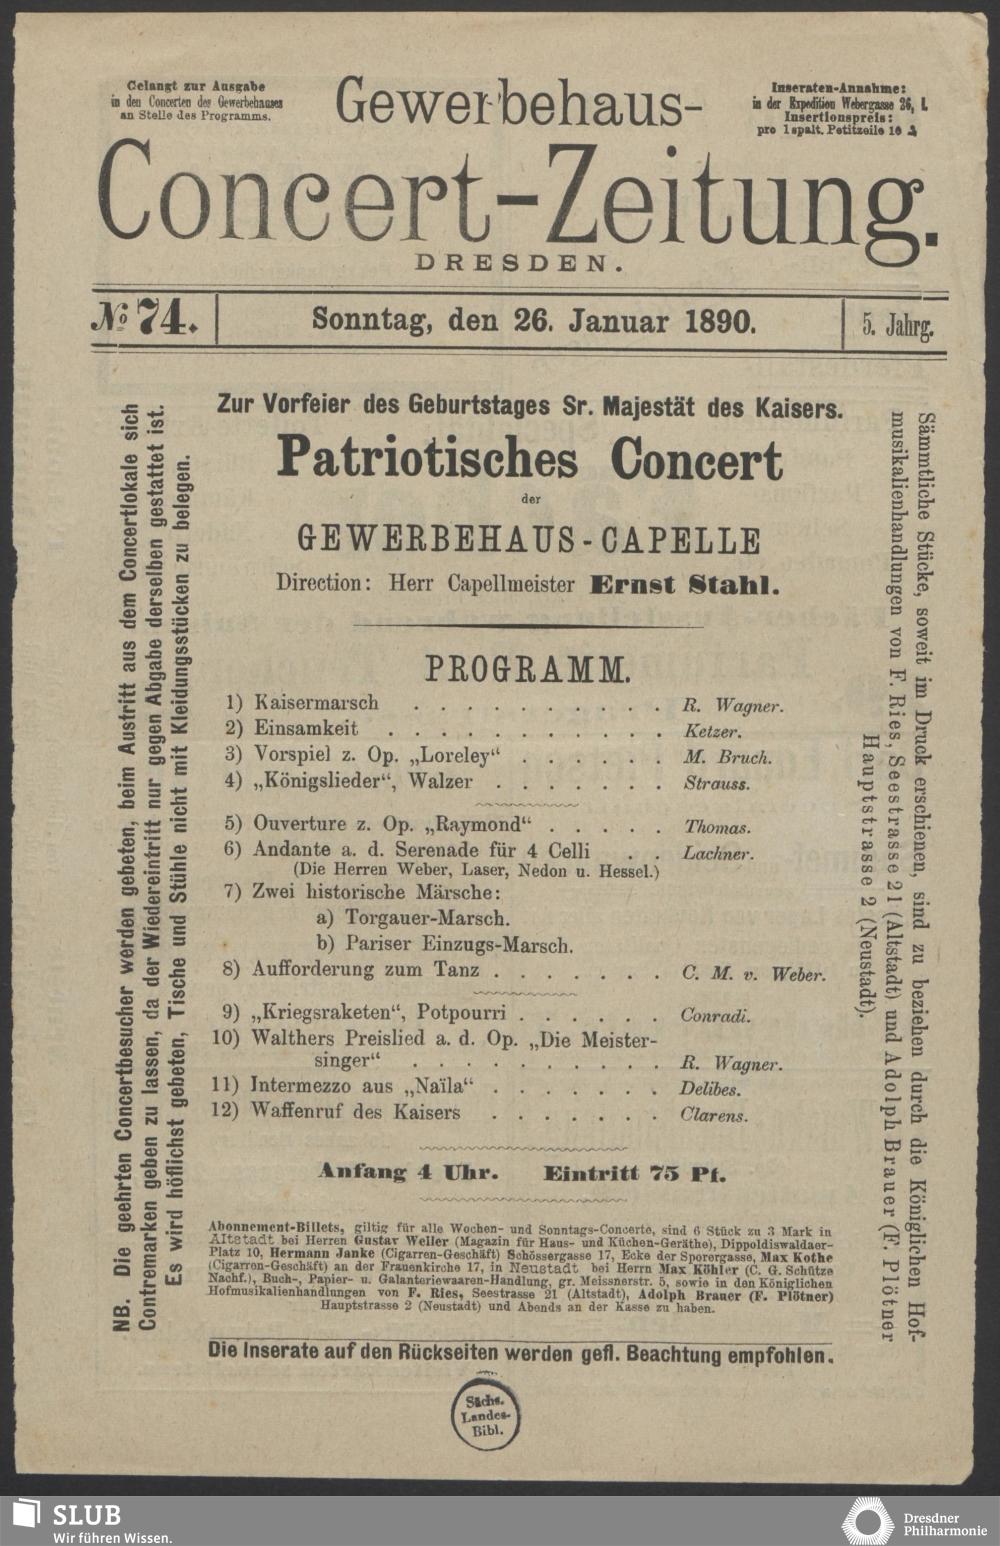 Gelangt zur Ausgabe
in den Concerten des Gewerbehauses
an Stelle des Programms.
Gewerbehaus-
Inseraten-Annahme:
in der Expedition Webergasse 26, I.
Insertionspreis:
pro 1spalt. Petitzeile 10 ₰
Concert-Zeitung.
DRESDEN.
№ 74.
Sonntag, den 26. Januar 1890.
5. Jahrg.
Zur Vorfeier des Geburtstages Sr. Majestät des Kaisers.
Patriotisches Concert
der
GEWERBEHAUS-CAPELLE
Direction: Herr Capellmeister Ernst Stahl.
PROGRAMM.
1) Kaisermarsch . . . . . . . . . . R. Wagner.
2) Einsamkeit . . . . . . . . . . . Ketzer.
3) Vorspiel z. Op. „Loreley“ . . . . . . M. Bruch.
4) „Königslieder“, Walzer . . . . . . . Strauss.
5) Ouverture z. Op. „Raymond“ . . . . . Thomas.
6) Andante a. d. Serenade für 4 Celli . . Lachner.
(Die Herren Weber, Laser, Nedon u. Hessel.)
7) Zwei historische Märsche:
a) Torgauer-Marsch.
b) Pariser Einzugs-Marsch.
8) Aufforderung zum Tanz . . . . . . . C. M. v. Weber.
9) „Kriegsraketen“, Potpourri . . . . . . Conradi.
10) Walthers Preislied a. d. Op. „Die Meister-
singer“ . . . . . . . . . . R. Wagner.
11) Intermezzo aus „Naïla“ . . . . . . . Delibes.
12) Waffenruf des Kaisers . . . . . . . Clarens.
Anfang 4 Uhr. Eintritt 75 Pf.
Abonnement-Billets, giltig für alle Wochen- und Sonntags-Concerte, sind 6 Stück zu 3 Mark in
Altstadt bei Herren Gustav Weller (Magazin für Haus- und Küchen-Geräthe), Dippoldiswaldaer-
Platz 10, Hermann Janke (Cigarren-Geschäft) Schössergasse 17, Ecke der Sporergasse, Max Kothe
(Cigarren-Geschäft) an der Frauenkirche 17, in Neustadt bei Herrn Max Köhler (C. G. Schütze
Nachf.), Buch-, Papier- u. Galanteriewaaren-Handlung, gr. Meissnerstr. 5, sowie in den Königlichen
Hofmusikalienhandlungen von F. Ries, Seestrasse 21 (Altstadt), Adolph Brauer (F. Plötner)
Hauptstrasse 2 (Neustadt) und Abends an der Kasse zu haben.
Die Inserate auf den Rückseiten werden gefl. Beachtung empfohlen.
NB. Die geehrten Concertbesucher werden gebeten, beim Austritt aus dem Concertlokale sich
Contremarken geben zu lassen, da der Wiedereintritt nur gegen Abgabe derselben gestattet ist.
Es wird höflichst gebeten, Tische und Stühle nicht mit Kleidungsstücken zu belegen.
Sämmtliche Stücke, soweit im Druck erschienen, sind zu beziehen durch die Königlichen Hof-
musikalienhandlungen von F. Ries, Seestrasse 21 (Altstadt) und Adolph Brauer (F. Plötner
Hauptstrasse 2 (Neustadt).
Sächs.
Landes-
Bibl.
SLUB
Wir führen Wissen.
Dresdner
Philharmonie